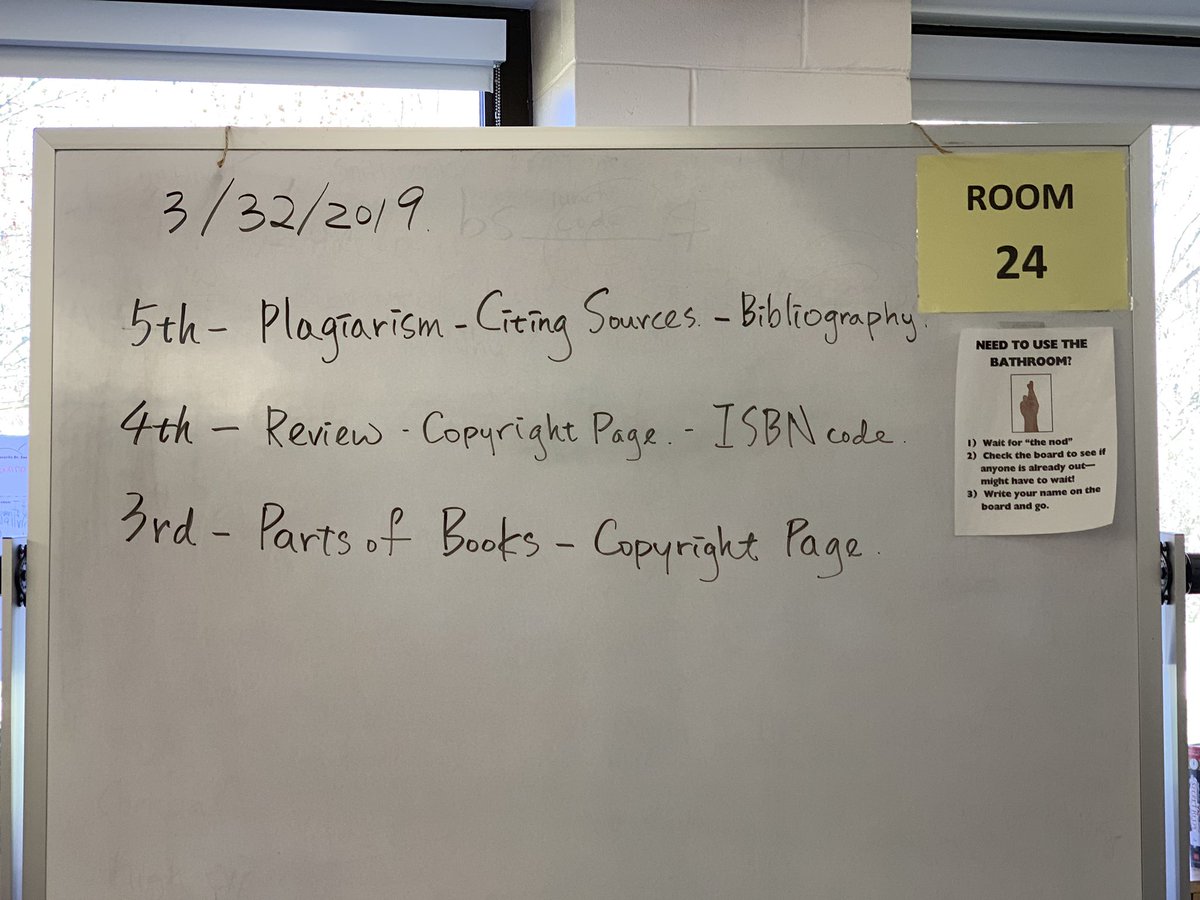 3/32/2019.
5th - Plagiarism - Citing Sources. - Bibliography.
4th - Review - Copyright Page. - ISBN code.
3rd - Parts of Books - Copyright Page.
ROOM
24
NEED TO USE THE
BATHROOM?
1) Wait for "the nod"
2) Check the board to see if
anyone is already out—
might have to wait!
3) Write your name on the
board and go.